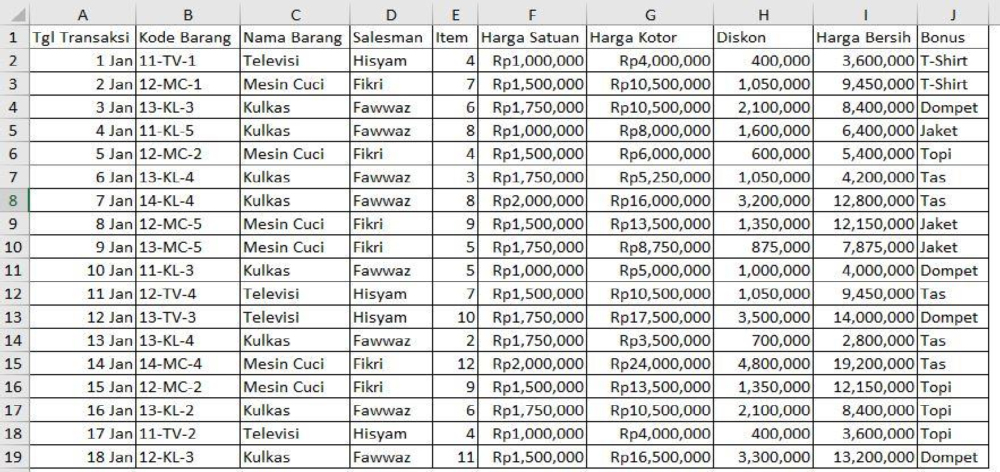 A B C D E F G H I J
1 Tgl Transaksi Kode Barang Nama Barang Salesman Item Harga Satuan Harga Kotor Diskon Harga Bersih Bonus
2 1 Jan 11-TV-1 Televisi Hisyam 4 Rp1,000,000 Rp4,000,000 400,000 3,600,000 T-Shirt
3 2 Jan 12-MC-1 Mesin Cuci Fikri 7 Rp1,500,000 Rp10,500,000 1,050,000 9,450,000 T-Shirt
4 3 Jan 13-KL-3 Kulkas Fawwaz 6 Rp1,750,000 Rp10,500,000 2,100,000 8,400,000 Dompet
5 4 Jan 11-KL-5 Kulkas Fawwaz 8 Rp1,000,000 Rp8,000,000 1,600,000 6,400,000 Jaket
6 5 Jan 12-MC-2 Mesin Cuci Fikri 4 Rp1,500,000 Rp6,000,000 600,000 5,400,000 Topi
7 6 Jan 13-KL-4 Kulkas Fawwaz 3 Rp1,750,000 Rp5,250,000 1,050,000 4,200,000 Tas
8 7 Jan 14-KL-4 Kulkas Fawwaz 8 Rp2,000,000 Rp16,000,000 3,200,000 12,800,000 Tas
9 8 Jan 12-MC-5 Mesin Cuci Fikri 9 Rp1,500,000 Rp13,500,000 1,350,000 12,150,000 Jaket
10 9 Jan 13-MC-5 Mesin Cuci Fikri 5 Rp1,750,000 Rp8,750,000 875,000 7,875,000 Jaket
11 10 Jan 11-KL-3 Kulkas Fawwaz 5 Rp1,000,000 Rp5,000,000 1,000,000 4,000,000 Dompet
12 11 Jan 12-TV-4 Televisi Hisyam 7 Rp1,500,000 Rp10,500,000 1,050,000 9,450,000 Tas
13 12 Jan 13-TV-3 Televisi Hisyam 10 Rp1,750,000 Rp17,500,000 3,500,000 14,000,000 Dompet
14 13 Jan 13-KL-4 Kulkas Fawwaz 2 Rp1,750,000 Rp3,500,000 700,000 2,800,000 Tas
15 14 Jan 14-MC-4 Mesin Cuci Fikri 12 Rp2,000,000 Rp24,000,000 4,800,000 19,200,000 Tas
16 15 Jan 12-MC-2 Mesin Cuci Fikri 9 Rp1,500,000 Rp13,500,000 1,350,000 12,150,000 Topi
17 16 Jan 13-KL-2 Kulkas Fawwaz 6 Rp1,750,000 Rp10,500,000 2,100,000 8,400,000 Topi
18 17 Jan 11-TV-2 Televisi Hisyam 4 Rp1,000,000 Rp4,000,000 400,000 3,600,000 Topi
19 18 Jan 12-KL-3 Kulkas Fawwaz 11 Rp1,500,000 Rp16,500,000 3,300,000 13,200,000 Dompet